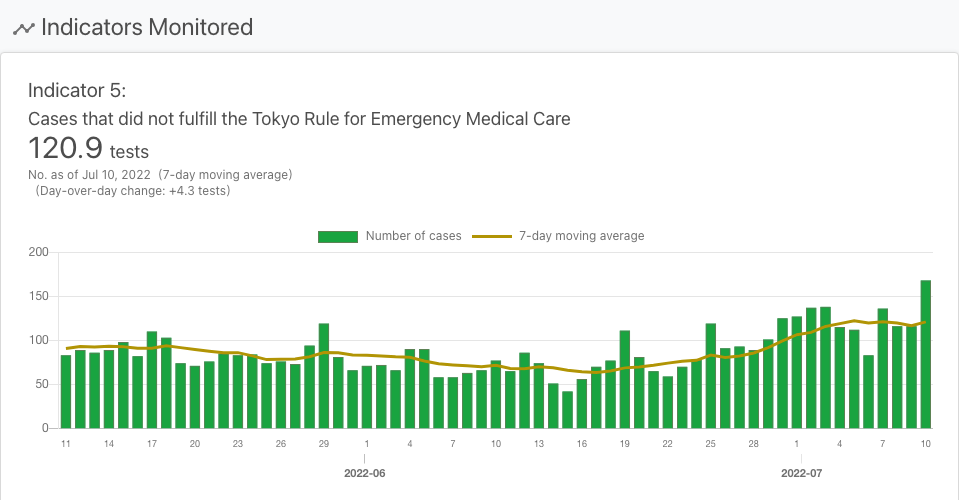 Indicators Monitored
Indicator 5:
Cases that did not fulfill the Tokyo Rule for Emergency Medical Care
120.9 tests
No. as of Jul 10, 2022 (7-day moving average)
(Day-over-day change: +4.3 tests)
Number of cases 7-day moving average
200
150
100
50
0
11 14 17 20 23 26 29 1 4 7 10 13 16 19 22 25 28 1 4 7 10
2022-06 2022-07